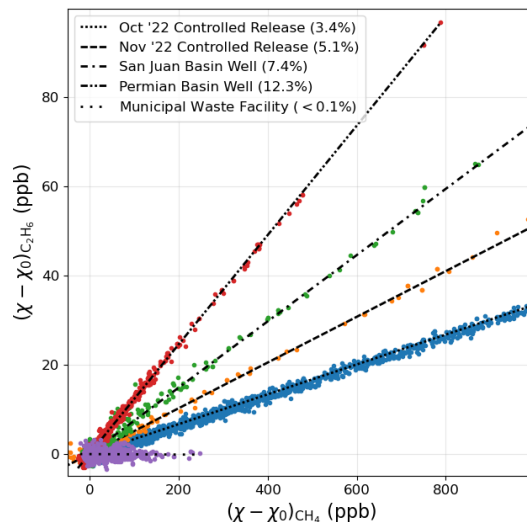 Oct '22 Controlled Release (3.4%)
Nov '22 Controlled Release (5.1%)
San Juan Basin Well (7.4%)
Permian Basin Well (12.3%)
Municipal Waste Facility (<0.1%)
80
60
40
20
0
(χ − χ₀)C₂H₆ (ppb)
0 200 400 600 800
(χ − χ₀)CH₄ (ppb)